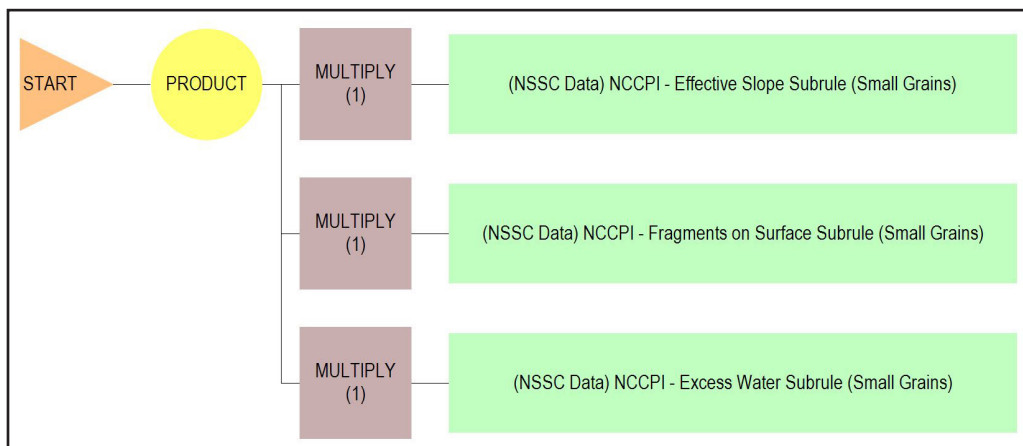 START
PRODUCT
MULTIPLY
(1)
(NSSC Data) NCCPI - Effective Slope Subrule (Small Grains)
MULTIPLY
(1)
(NSSC Data) NCCPI - Fragments on Surface Subrule (Small Grains)
MULTIPLY
(1)
(NSSC Data) NCCPI - Excess Water Subrule (Small Grains)